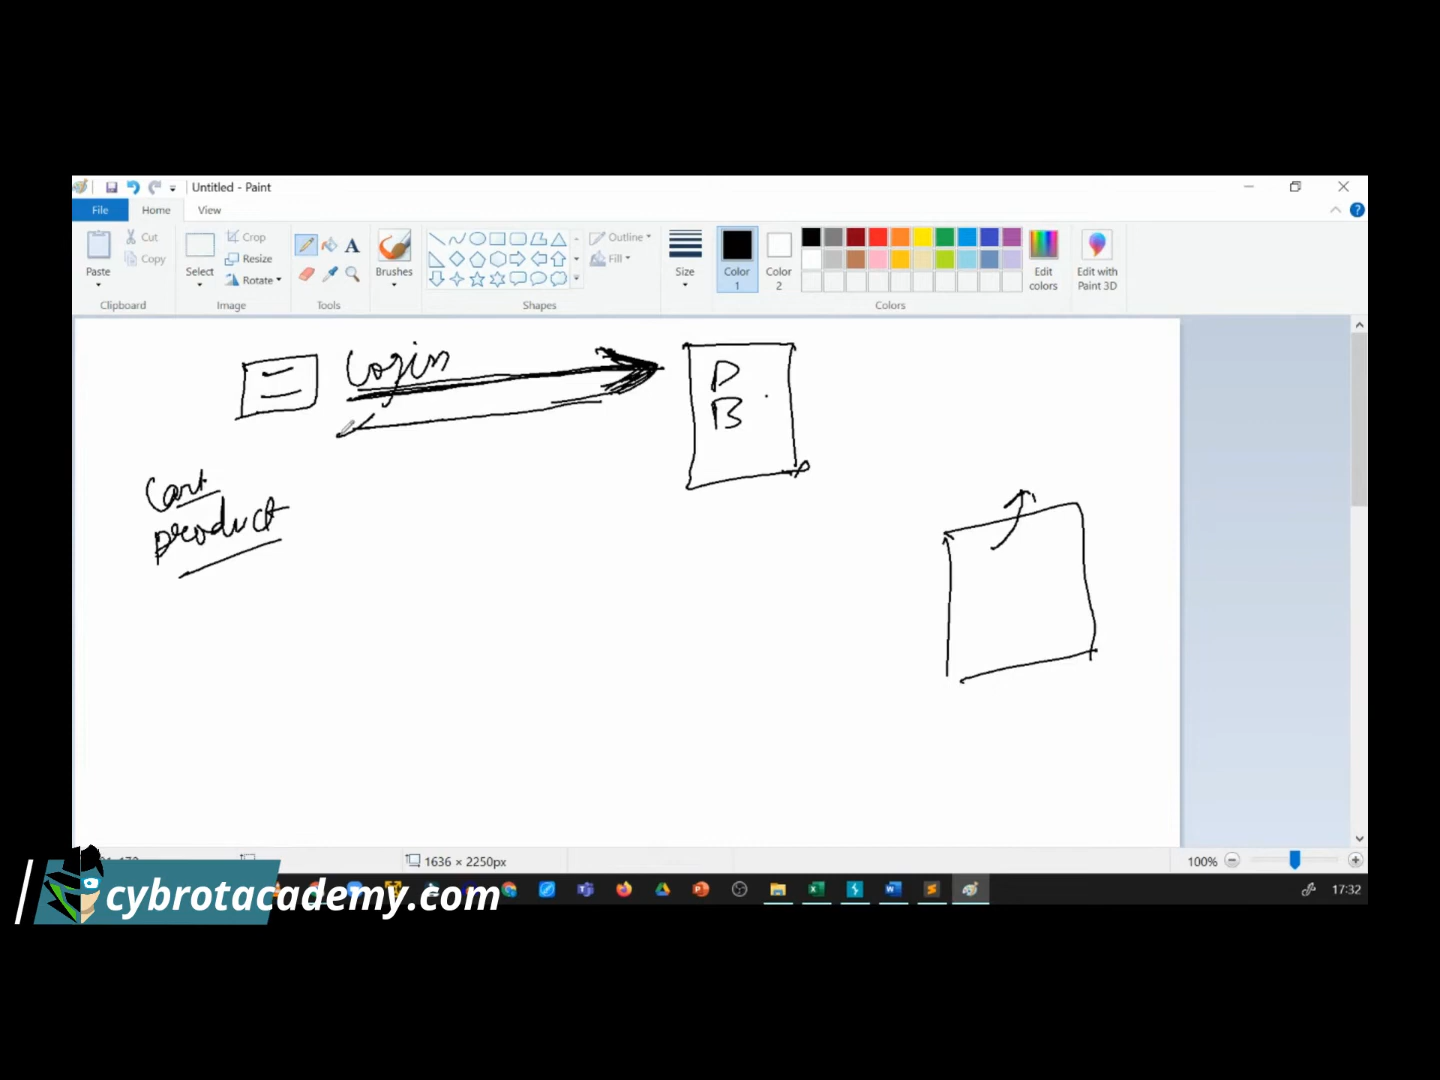 Untitled - Paint
File
Home
View
Paste
Cut
Copy
Clipboard
Select
Crop
Resize
Rotate
Image
A
Tools
Brushes
Outline
Fill
Shapes
Size
Color
1
Color
2
Edit
colors
Colors
Edit with
Paint 3D
Login
D
B
Cart
product
1636 × 2250px
100%
cybrotacademy.com
17:32